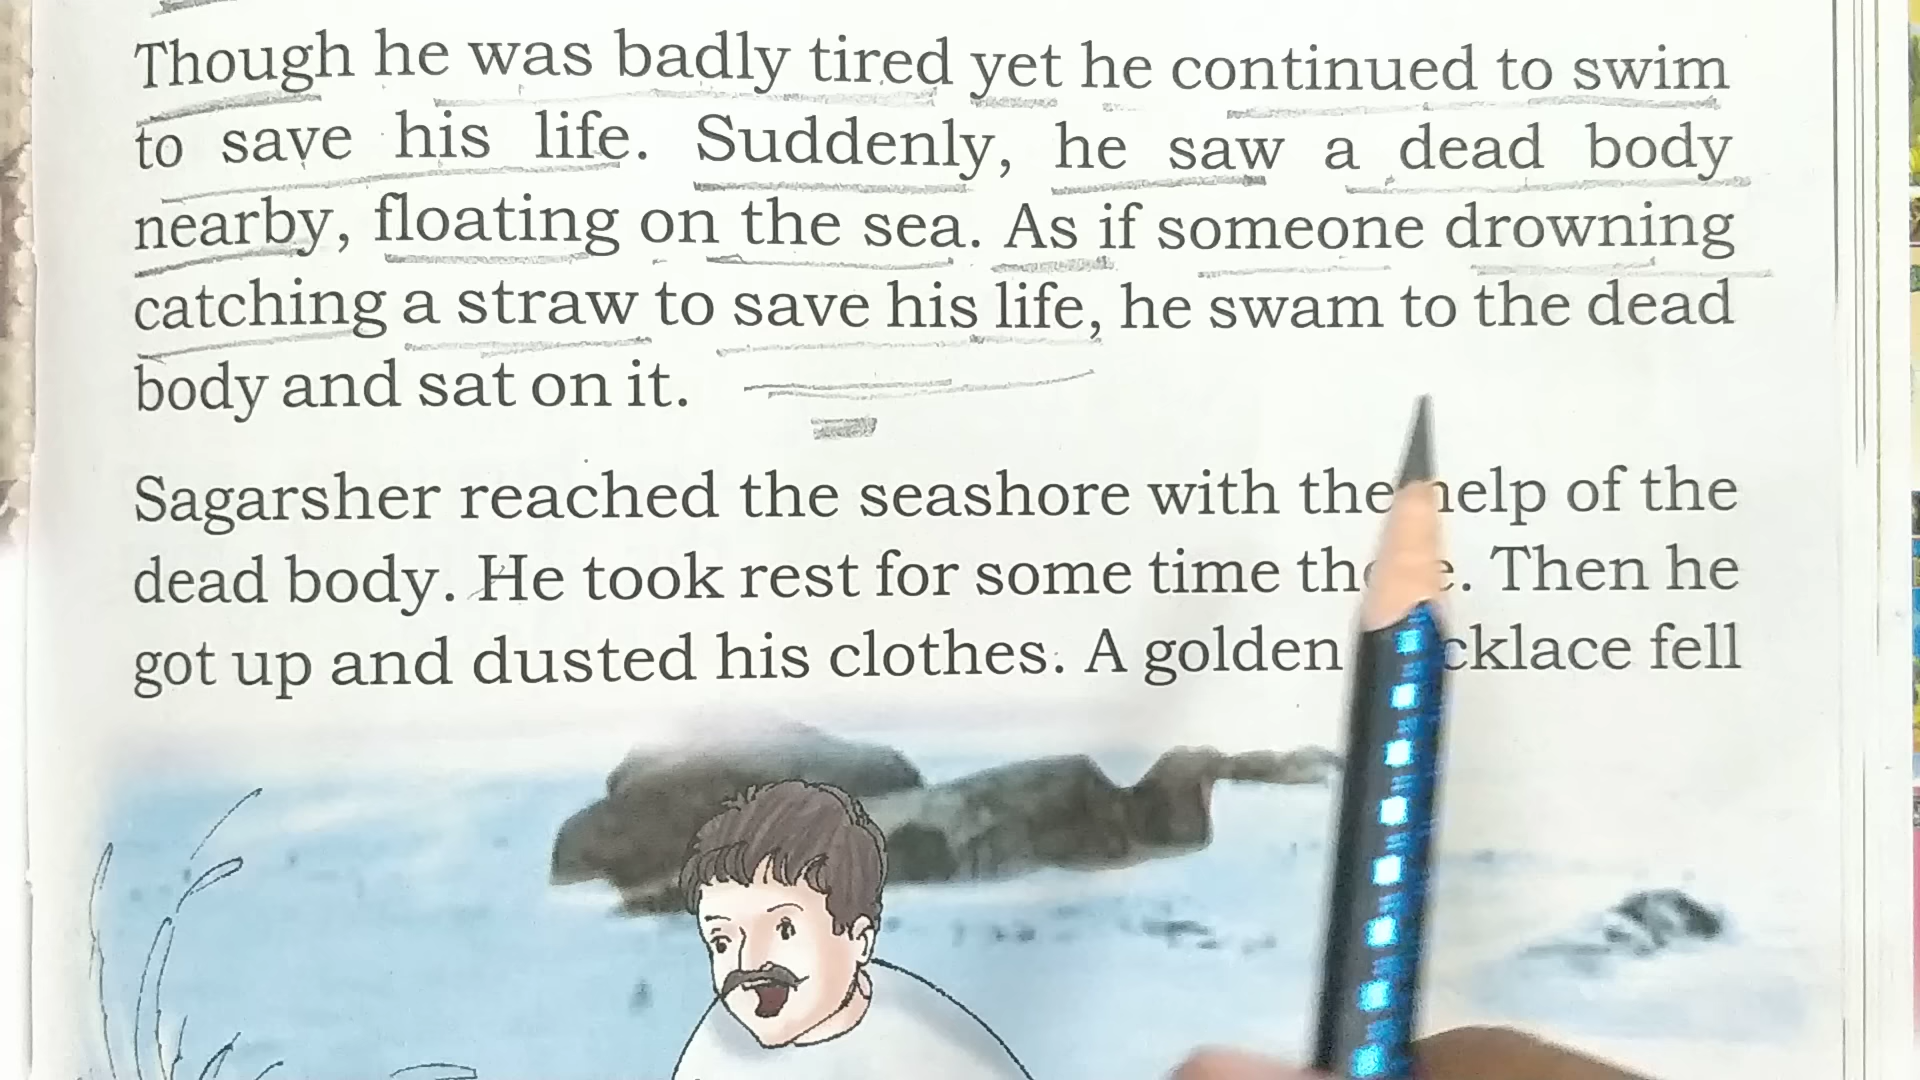 Though he was badly tired yet he continued to swim
to save his life. Suddenly, he saw a dead body
nearby, floating on the sea. As if someone drowning
catching a straw to save his life, he swam to the dead
body and sat on it.
Sagarsher reached the seashore with the help of the
dead body. He took rest for some time . Then he
got up and dusted his clothes. A golden fell